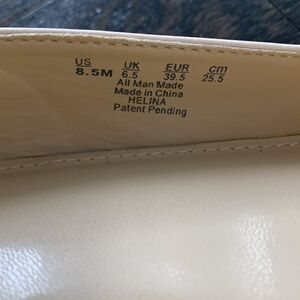 US UK EUR cm
8.5M 6.5 39.5 25.5
All Man Made
Made in China
HELINA
Patent Pending